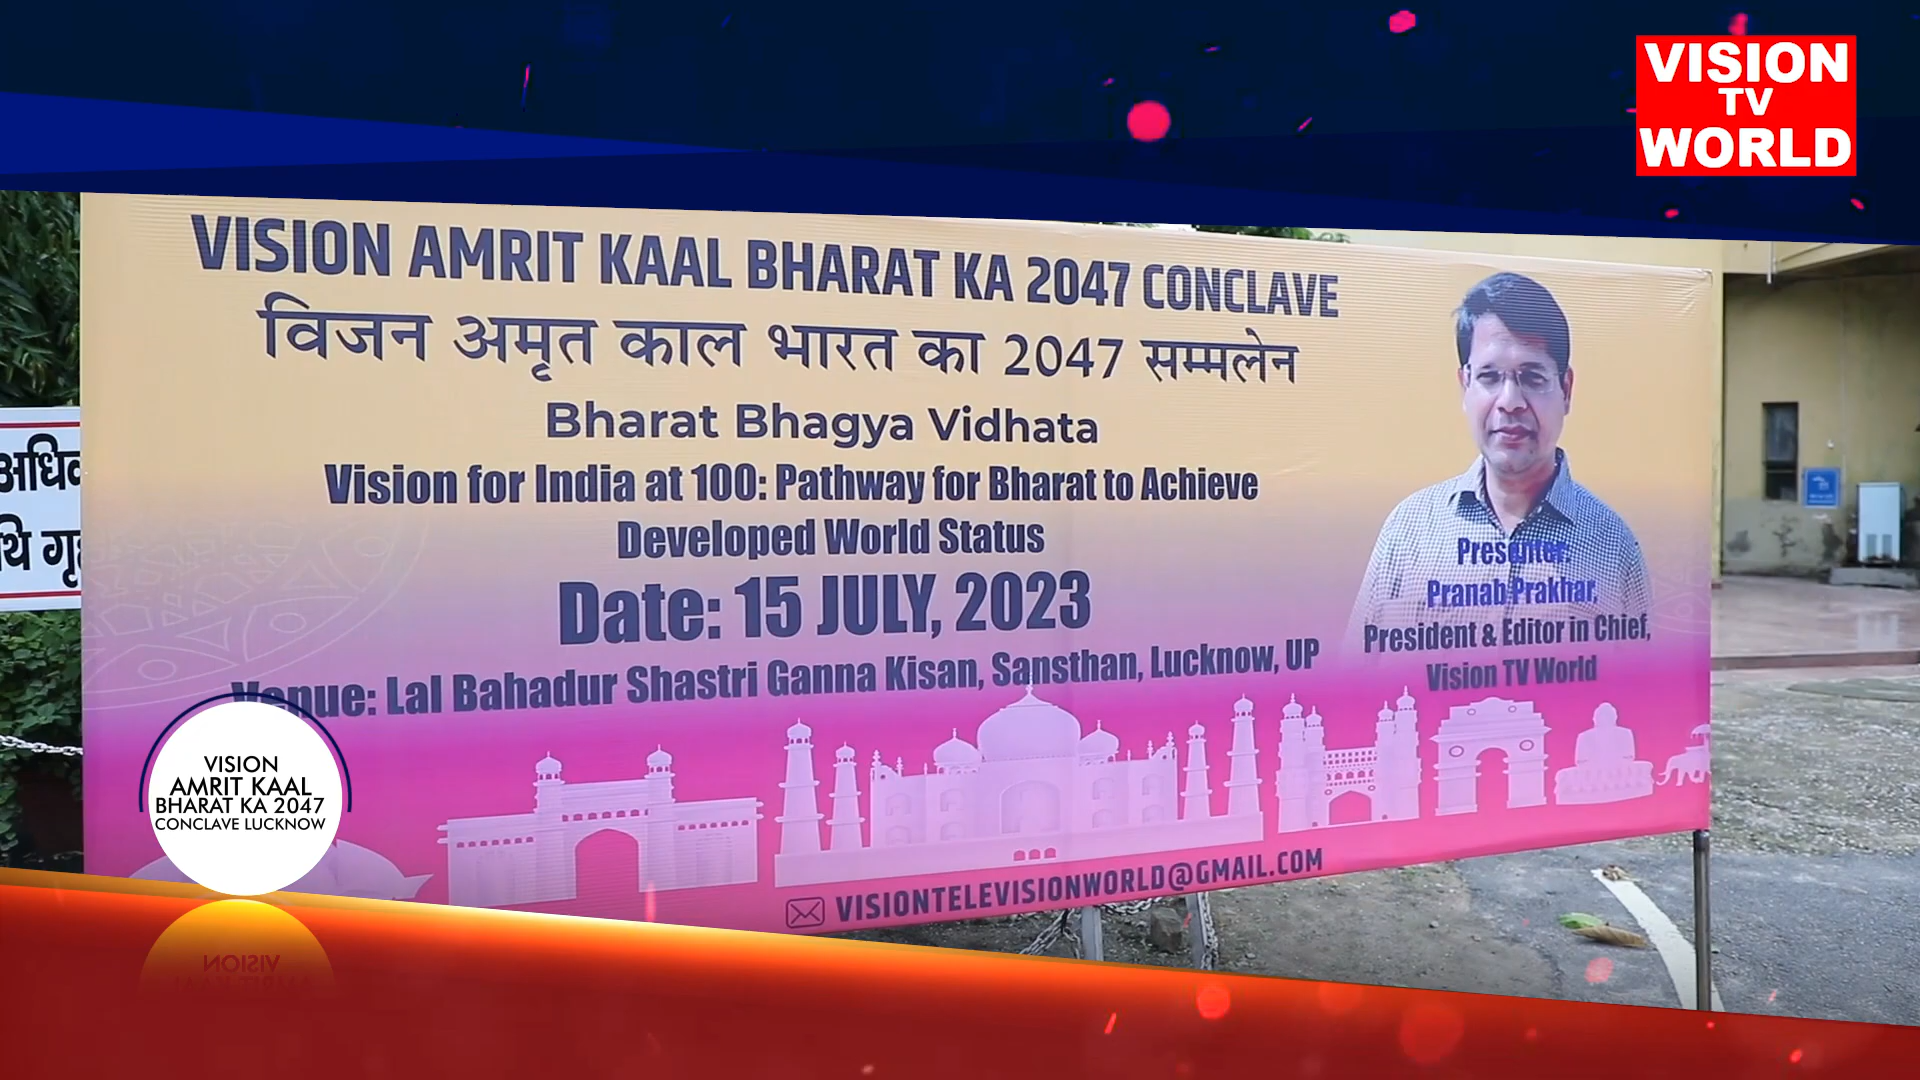 VISION
TV
WORLD
VISION AMRIT KAAL BHARAT KA 2047 CONCLAVE
विजन अमृत काल भारत का 2047 सम्मलेन
Bharat Bhagya Vidhata
Vision for India at 100: Pathway for Bharat to Achieve
Developed World Status
Date: 15 JULY, 2023
Venue: Lal Bahadur Shastri Ganna Kisan, Sansthan, Lucknow, UP
Presenter:
Pranab Prakhar,
President & Editor in Chief,
Vision TV World
VISIONTELEVISIONWORLD@GMAIL.COM
VISION
AMRIT KAAL
BHARAT KA 2047
CONCLAVE LUCKNOW